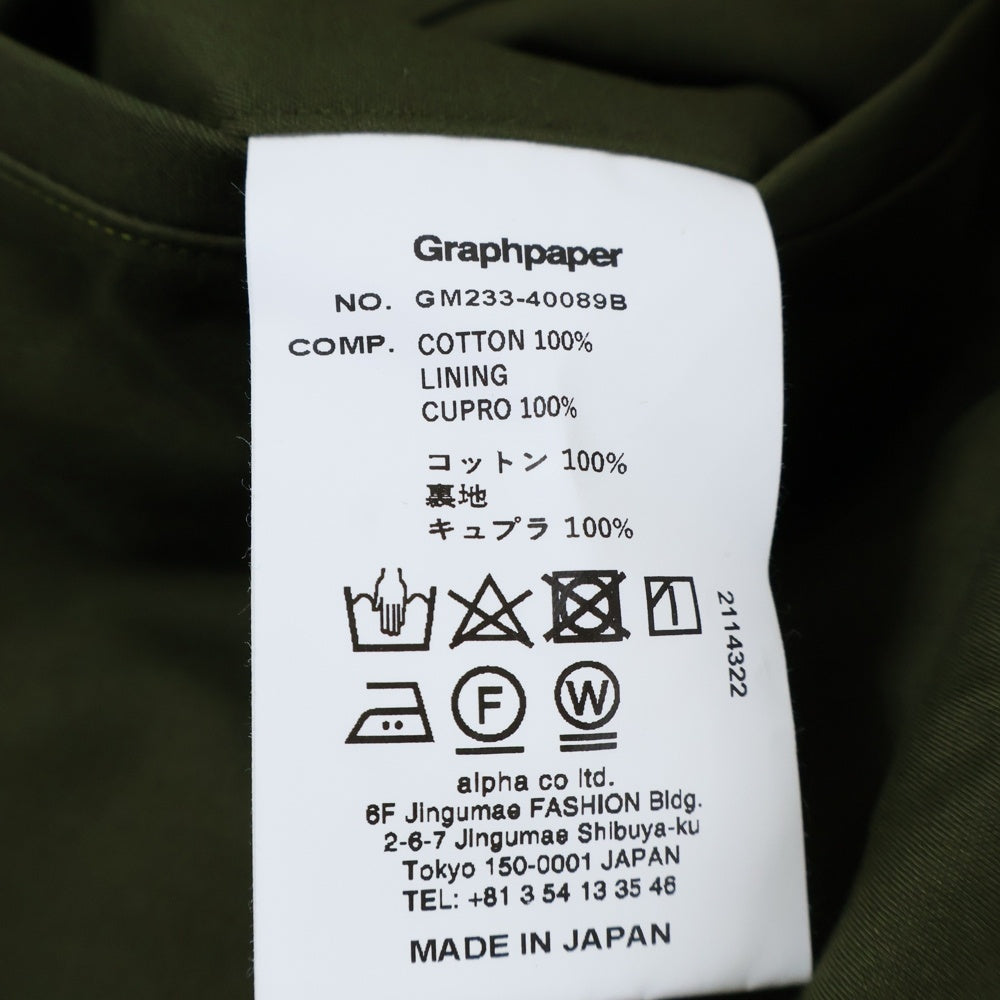 Graphpaper
NO. GM233-40089B
COMP. COTTON 100%
LINING
CUPRO 100%
コットン 100%
裏地
キュプラ 100%
2114322
F
W
alpha co ltd.
6F Jingumae FASHION Bldg.
2-6-7 Jingumae Shibuya-ku
Tokyo 150-0001 JAPAN
TEL: +81 3 54 13 35 46
MADE IN JAPAN